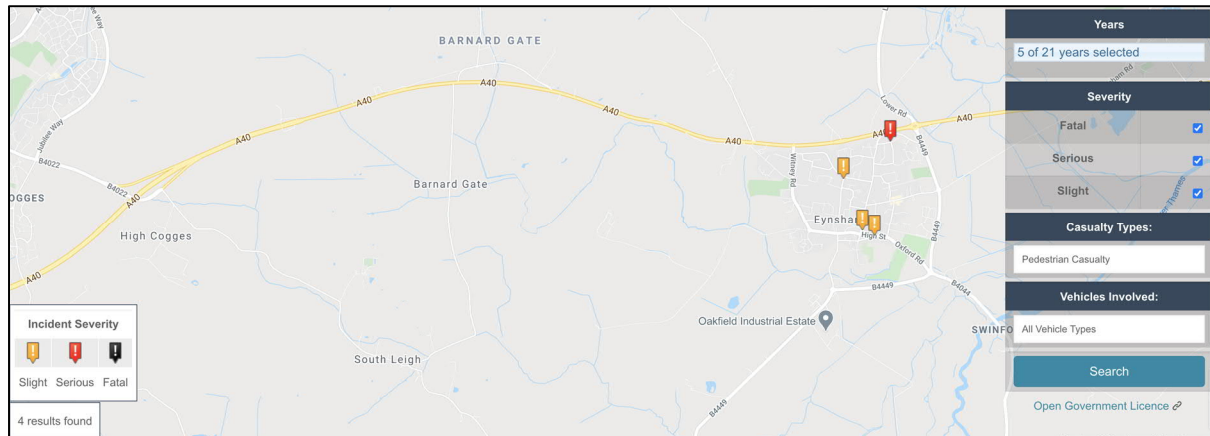 BARNARD GATE
A40
A40
A40
A40
A40
A40
A40
Jubilee Way
B4022
B4022
High Cogges
Barnard Gate
South Leigh
Witney Rd
Lower Rd
B4449
B4449
B4449
B4449
Eynsha
High St
Oxford Rd
B4044
Oakfield Industrial Estate
SWINFO
Incident Severity
Slight Serious Fatal
4 results found
Years
5 of 21 years selected
Severity
Fatal
Serious
Slight
Casualty Types:
Pedestrian Casualty
Vehicles Involved:
All Vehicle Types
Search
Open Government Licence